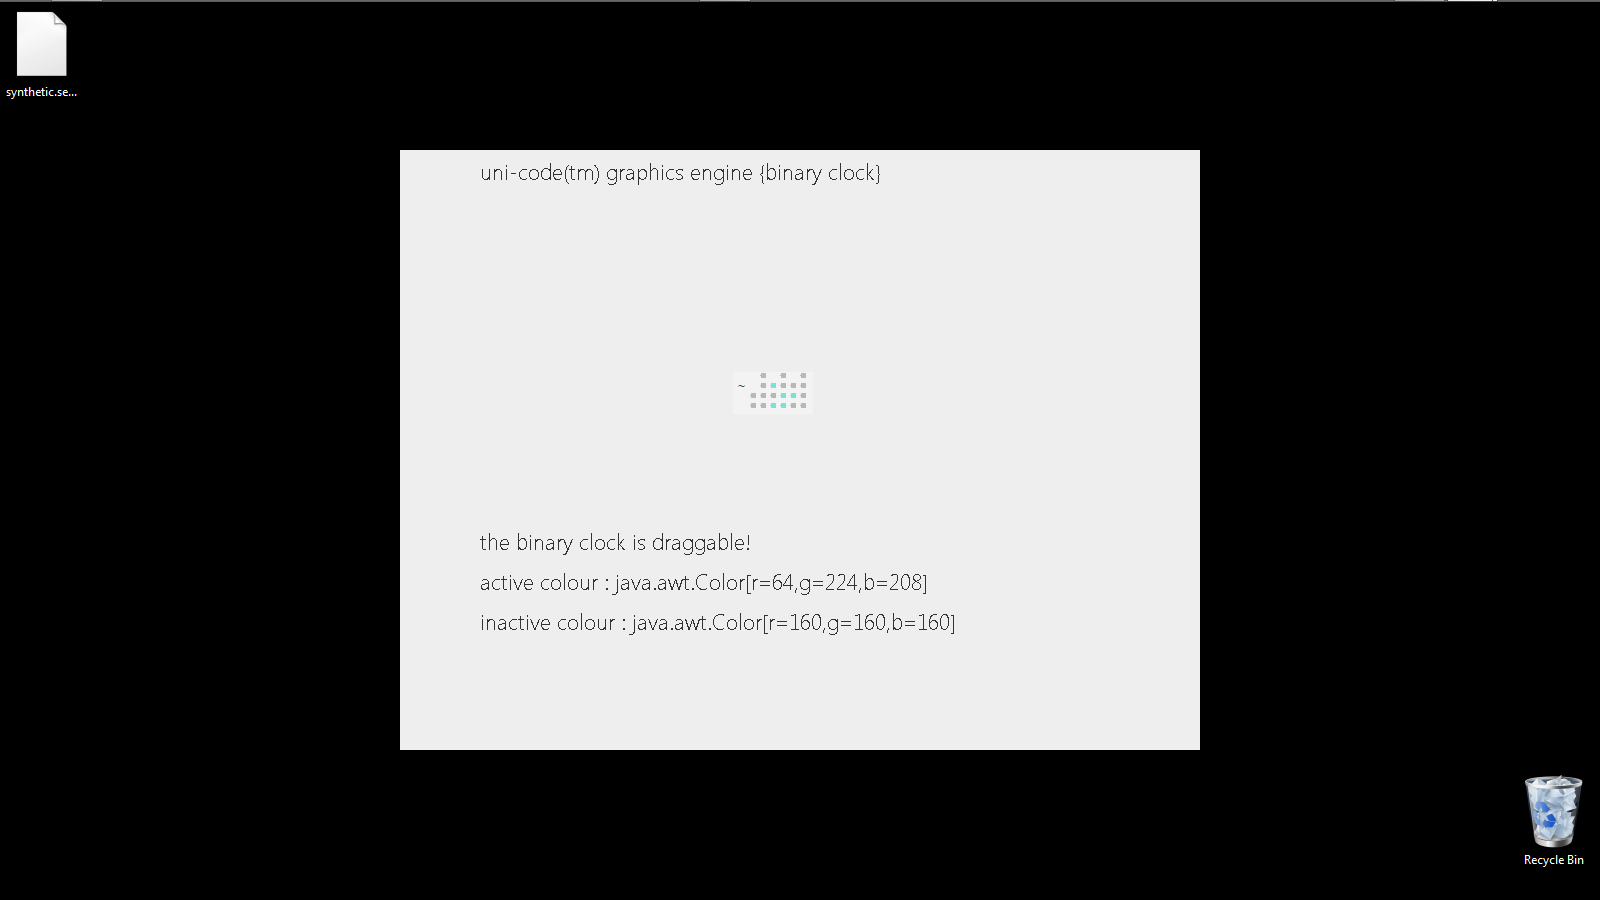 synthetic.se...
uni-code(tm) graphics engine {binary clock}
~
the binary clock is draggable!
active colour : java.awt.Color[r=64,g=224,b=208]
inactive colour : java.awt.Color[r=160,g=160,b=160]
Recycle Bin